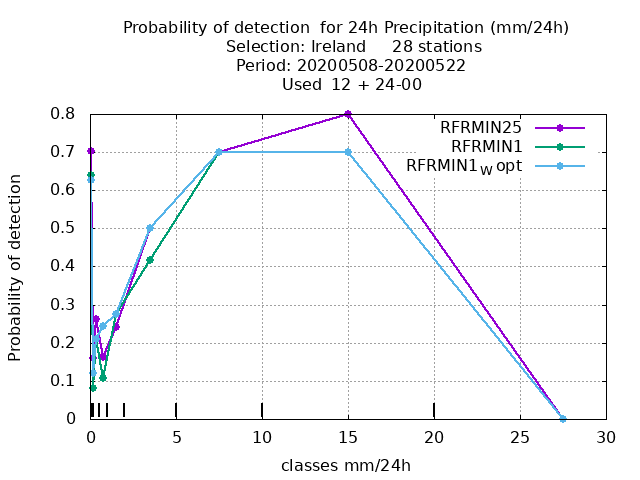 Probability of detection  for 24h Precipitation (mm/24h)
Selection: Ireland     28 stations
Period: 20200508-20200522
Used  12 + 24-00
RFRMIN25
RFRMIN1
RFRMIN1W opt
Probability of detection
0.8
0.7
0.6
0.5
0.4
0.3
0.2
0.1
0
0 5 10 15 20 25 30
classes mm/24h